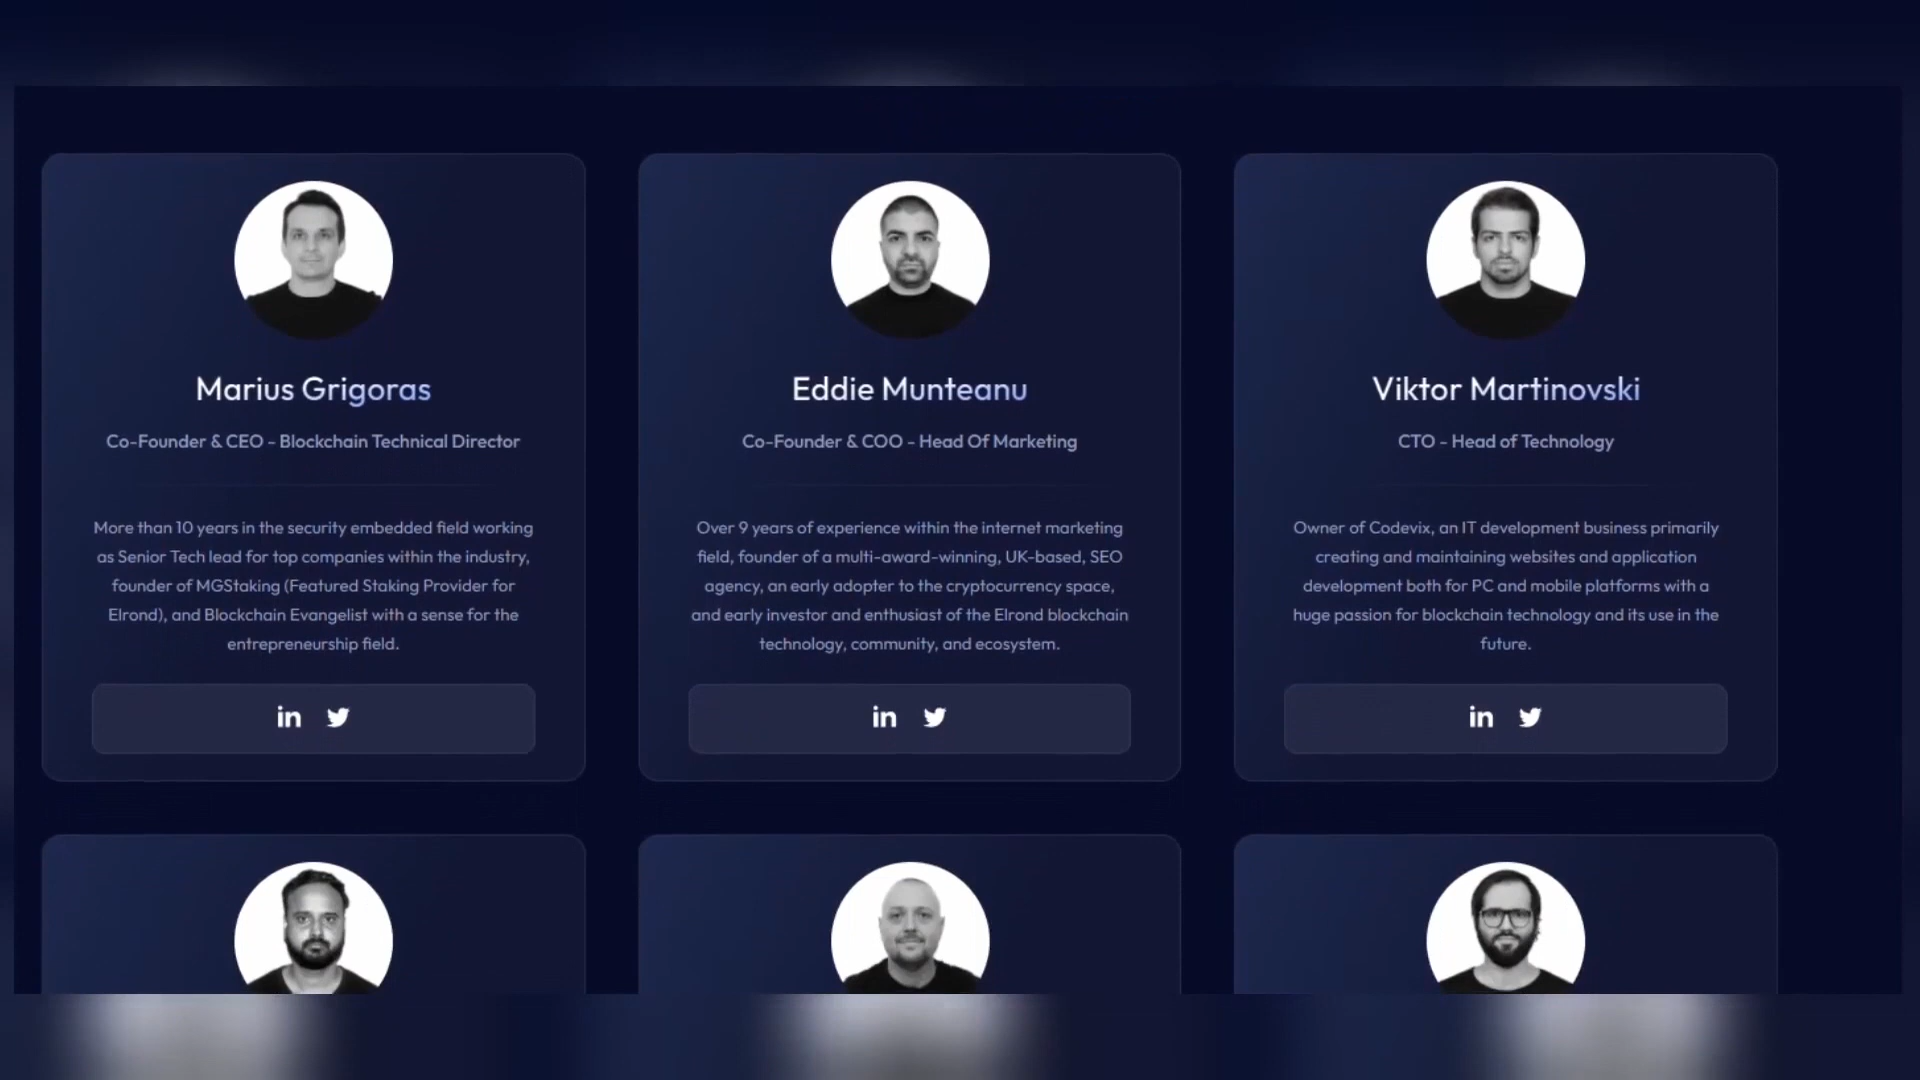 Marius Grigoras
Co-Founder & CEO - Blockchain Technical Director
More than 10 years in the security embedded field working
as Senior Tech lead for top companies within the industry,
founder of MGStaking (Featured Staking Provider for
Elrond), and Blockchain Evangelist with a sense for the
entrepreneurship field.
in
Eddie Munteanu
Co-Founder & COO - Head Of Marketing
Over 9 years of experience within the internet marketing
field, founder of a multi-award-winning, UK-based, SEO
agency, an early adopter to the cryptocurrency space,
and early investor and enthusiast of the Elrond blockchain
technology, community, and ecosystem.
in
Viktor Martinovski
CTO - Head of Technology
Owner of Codevix, an IT development business primarily
creating and maintaining websites and application
development both for PC and mobile platforms with a
huge passion for blockchain technology and its use in the
future.
in